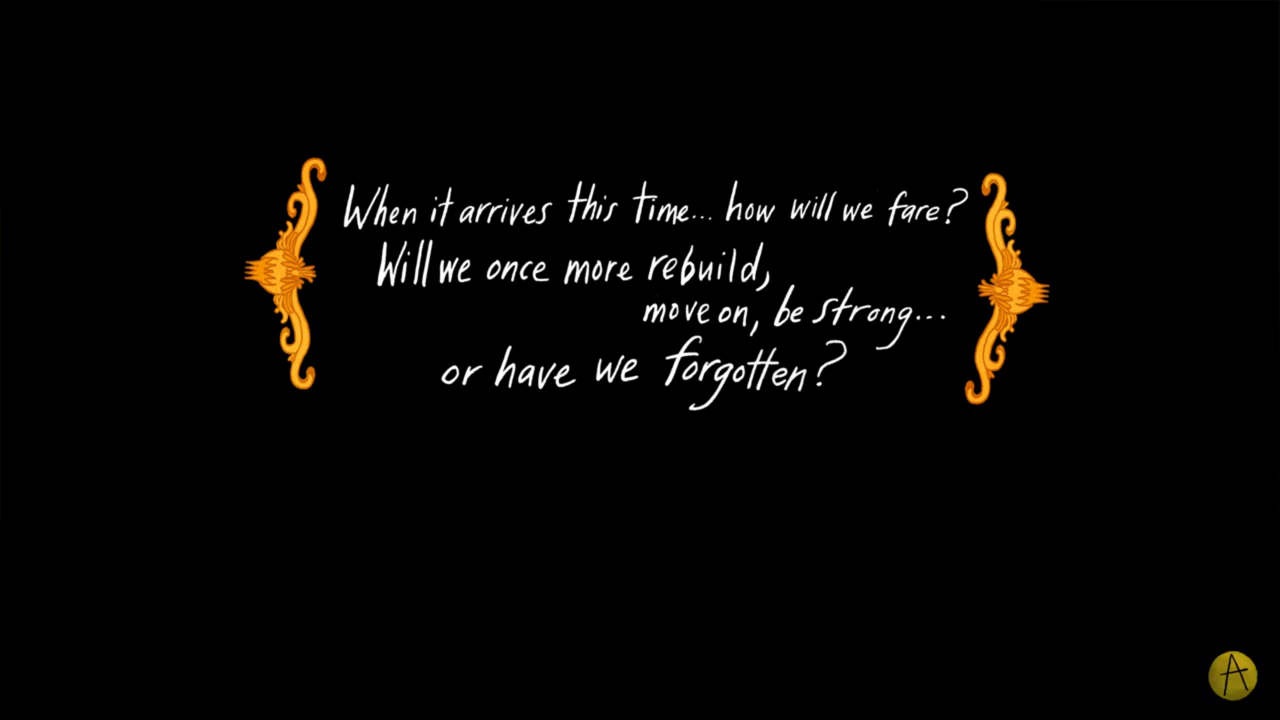 When it arrives this time... how will we fare?
Will we once more rebuild,
move on, be strong...
or have we forgotten?
A